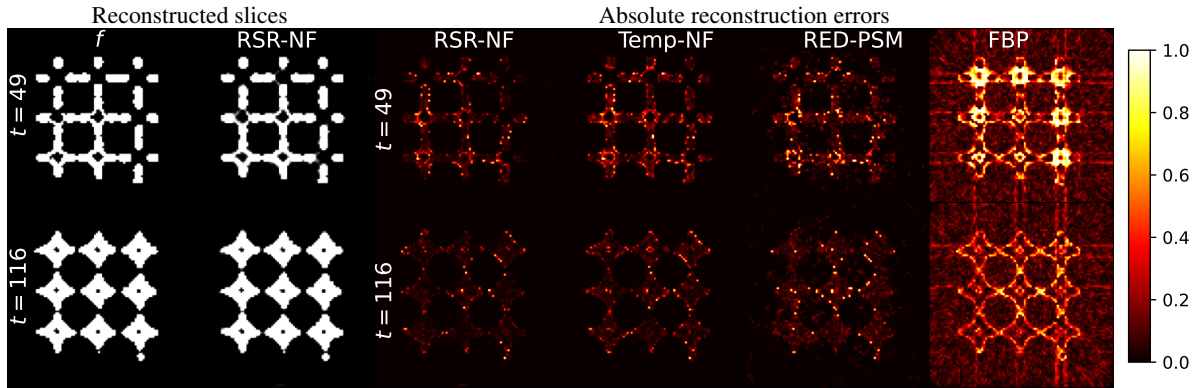 Reconstructed slices
Absolute reconstruction errors
f
RSR-NF
RSR-NF
Temp-NF
RED-PSM
FBP
t = 49
t = 49
t = 116
t = 116
1.0
0.8
0.6
0.4
0.2
0.0